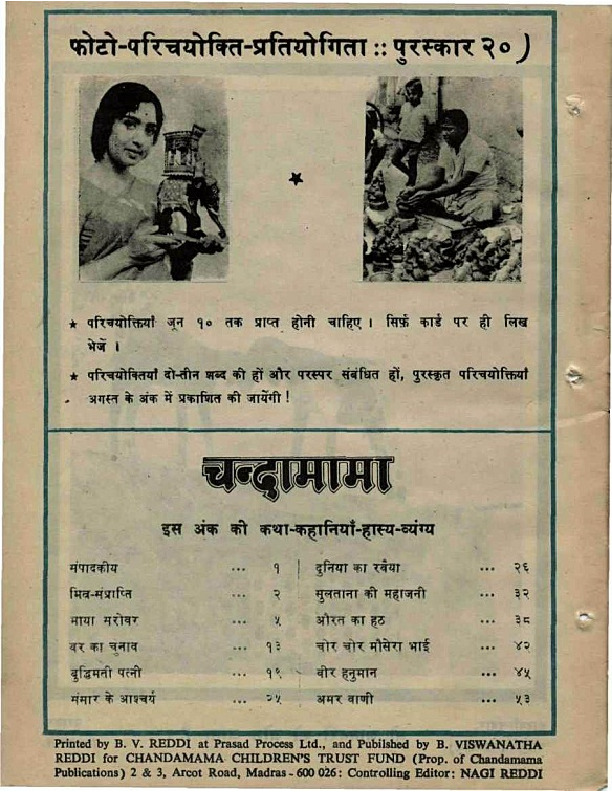 फोटो-परिचयोक्ति-प्रतियोगिता :: पुरस्कार २०)
★ परिचयोक्तियाँ जून १० तक प्राप्त होनी चाहिए। सिर्फ़ कार्ड पर ही लिख
भेजें।
★ परिचयोक्तियाँ दो-तीन शब्द की हों और परस्पर संबंधित हों, पुरस्कृत परिचयोक्तियाँ
अगस्त के अंक में प्रकाशित की जायेंगी!
चन्दामामा
इस अंक की कथा-कहानियाँ-हास्य-व्यंग्य
संपादकीय ... १
मित्र-संप्राप्ति ... २
माया सरोवर ... ५
वर का चुनाव ... १३
बुद्धिमती पत्नी ... १९
संसार के आश्चर्य ... २५
दुनिया का रवैया ... २६
सुलताना की महाजनी ... ३२
औरत का हठ ... ३८
चोर चोर मौसेरा भाई ... ४२
वीर हनुमान ... ४५
अमर वाणी ... ५३
Printed by B. V. REDDI at Prasad Process Ltd., and Publlshed by B. VISWANATHA
REDDI for CHANDAMAMA CHILDREN'S TRUST FUND (Prop. of Chandamama
Publications) 2 & 3, Arcot Road, Madras - 600 026 : Controlling Editor: NAGI REDDI